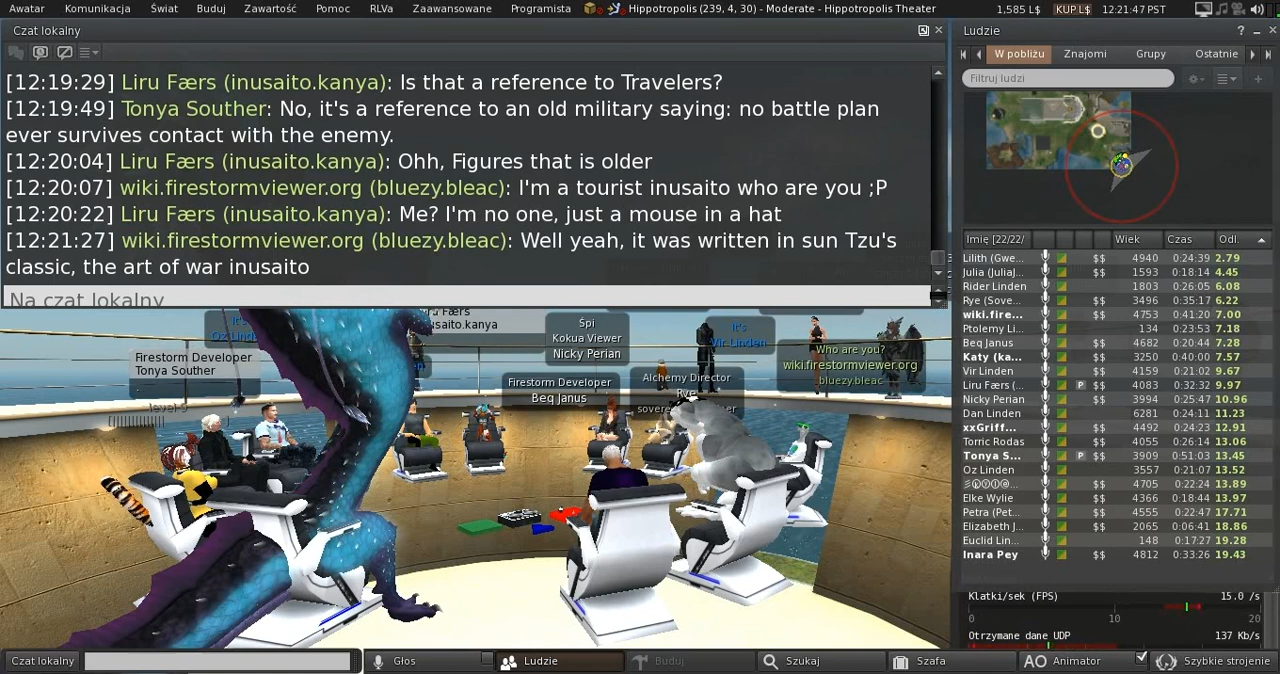 Awatar Komunikacja Świat Buduj Zawartość Pomoc RLVa Zaawansowane Programista Hippotropolis (239, 4, 30) - Moderate - Hippotropolis Theater 1,585 L$ KUP L$ 12:21:47 PST
Czat lokalny
[12:19:29] Liru Færs (inusaito.kanya): Is that a reference to Travelers?
[12:19:49] Tonya Souther: No, it's a reference to an old military saying: no battle plan
ever survives contact with the enemy.
[12:20:04] Liru Færs (inusaito.kanya): Ohh, Figures that is older
[12:20:07] wiki.firestormviewer.org (bluezy.bleac): I'm a tourist inusaito who are you ;P
[12:20:22] Liru Færs (inusaito.kanya): Me? I'm no one, just a mouse in a hat
[12:21:27] wiki.firestormviewer.org (bluezy.bleac): Well yeah, it was written in sun Tzu's
classic, the art of war inusaito
Na czat lokalny
It's
Firestorm Developer
Tonya Souther
level 9
Śpi
Kokua Viewer
Nicky Perian
It's
Vir Linden
Who are you?
wiki.firestormviewer.org
bluezy.bleac
Firestorm Developer
Beq Janus
Alchemy Director
Rye
Ludzie
W pobliżu Znajomi Grupy Ostatnie
Filtruj ludzi
Imię [22/22/ Wiek Czas Odl.
Lilith (Gwe... $$ 4940 0:24:39 2.79
Julia (JuliaJ... $$ 1593 0:18:14 4.45
Rider Linden 1803 0:26:05 6.08
Rye (Sove... $$ 3496 0:35:17 6.22
wiki.fire... $$ 4753 0:41:20 7.00
Ptolemy Li... 134 0:23:53 7.18
Beq Janus $$ 4682 0:20:44 7.28
Katy (ka... $$ 3250 0:40:00 7.57
Vir Linden $$ 4159 0:21:02 9.67
Liru Færs (... P $$ 4083 0:32:32 9.97
Nicky Perian $$ 3994 0:25:47 10.96
Dan Linden 6281 0:24:11 11.23
xxGriff... $$ 4492 0:24:23 12.91
Torric Rodas $$ 4055 0:26:14 13.06
Tonya S... P $$ 3909 0:51:03 13.45
Oz Linden 3557 0:21:07 13.52
$$ 4705 0:22:24 13.89
Elke Wylie $$ 4366 0:18:44 13.97
Petra (Pet... $$ 4555 0:22:47 17.71
Elizabeth J... $$ 2065 0:06:41 18.86
Euclid Lin... 148 0:17:27 19.28
Inara Pey $$ 4812 0:33:26 19.43
Klatki/sek (FPS) 15.0 /s
0 10 20
Otrzymane dane UDP 137 Kb/s
Czat lokalny Głos Ludzie Buduj Szukaj Szafa AO Animator Szybkie strojenie